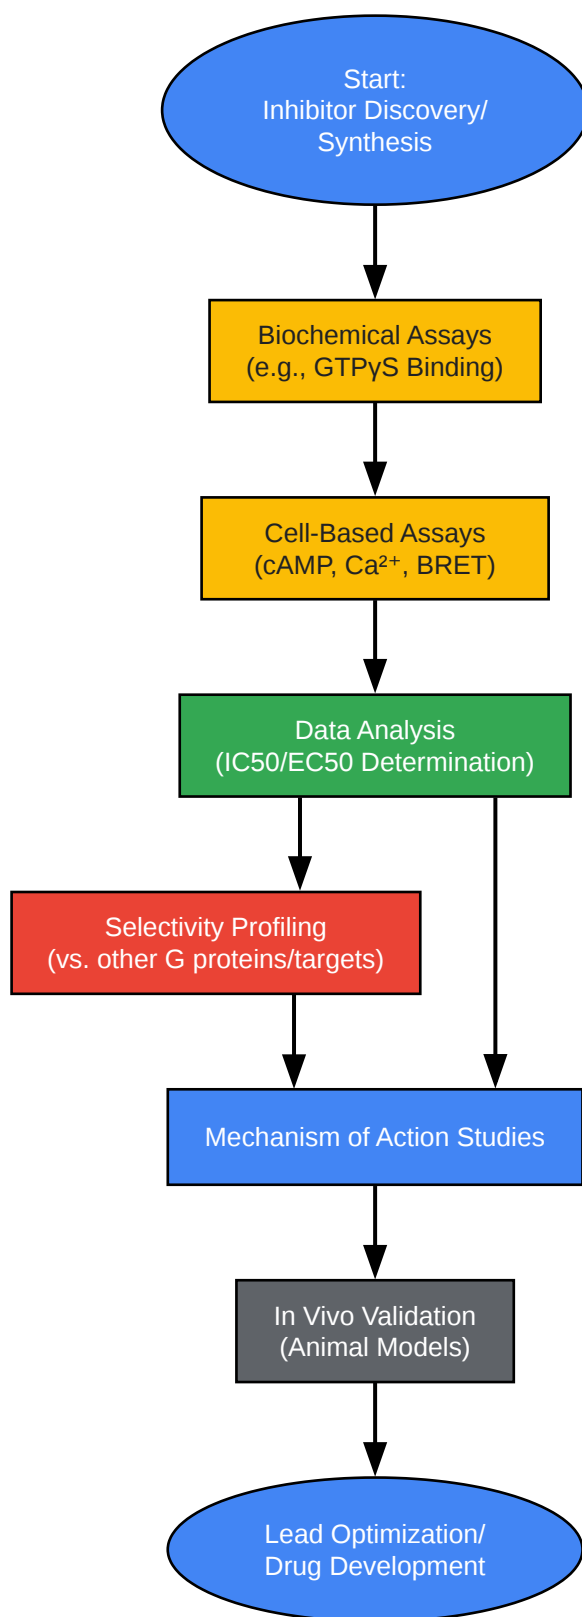 Start:
Inhibitor Discovery/
Synthesis
Biochemical Assays
(e.g., GTPγS Binding)
Cell-Based Assays
(cAMP, Ca²⁺, BRET)
Data Analysis
(IC50/EC50 Determination)
Selectivity Profiling
(vs. other G proteins/targets)
Mechanism of Action Studies
In Vivo Validation
(Animal Models)
Lead Optimization/
Drug Development